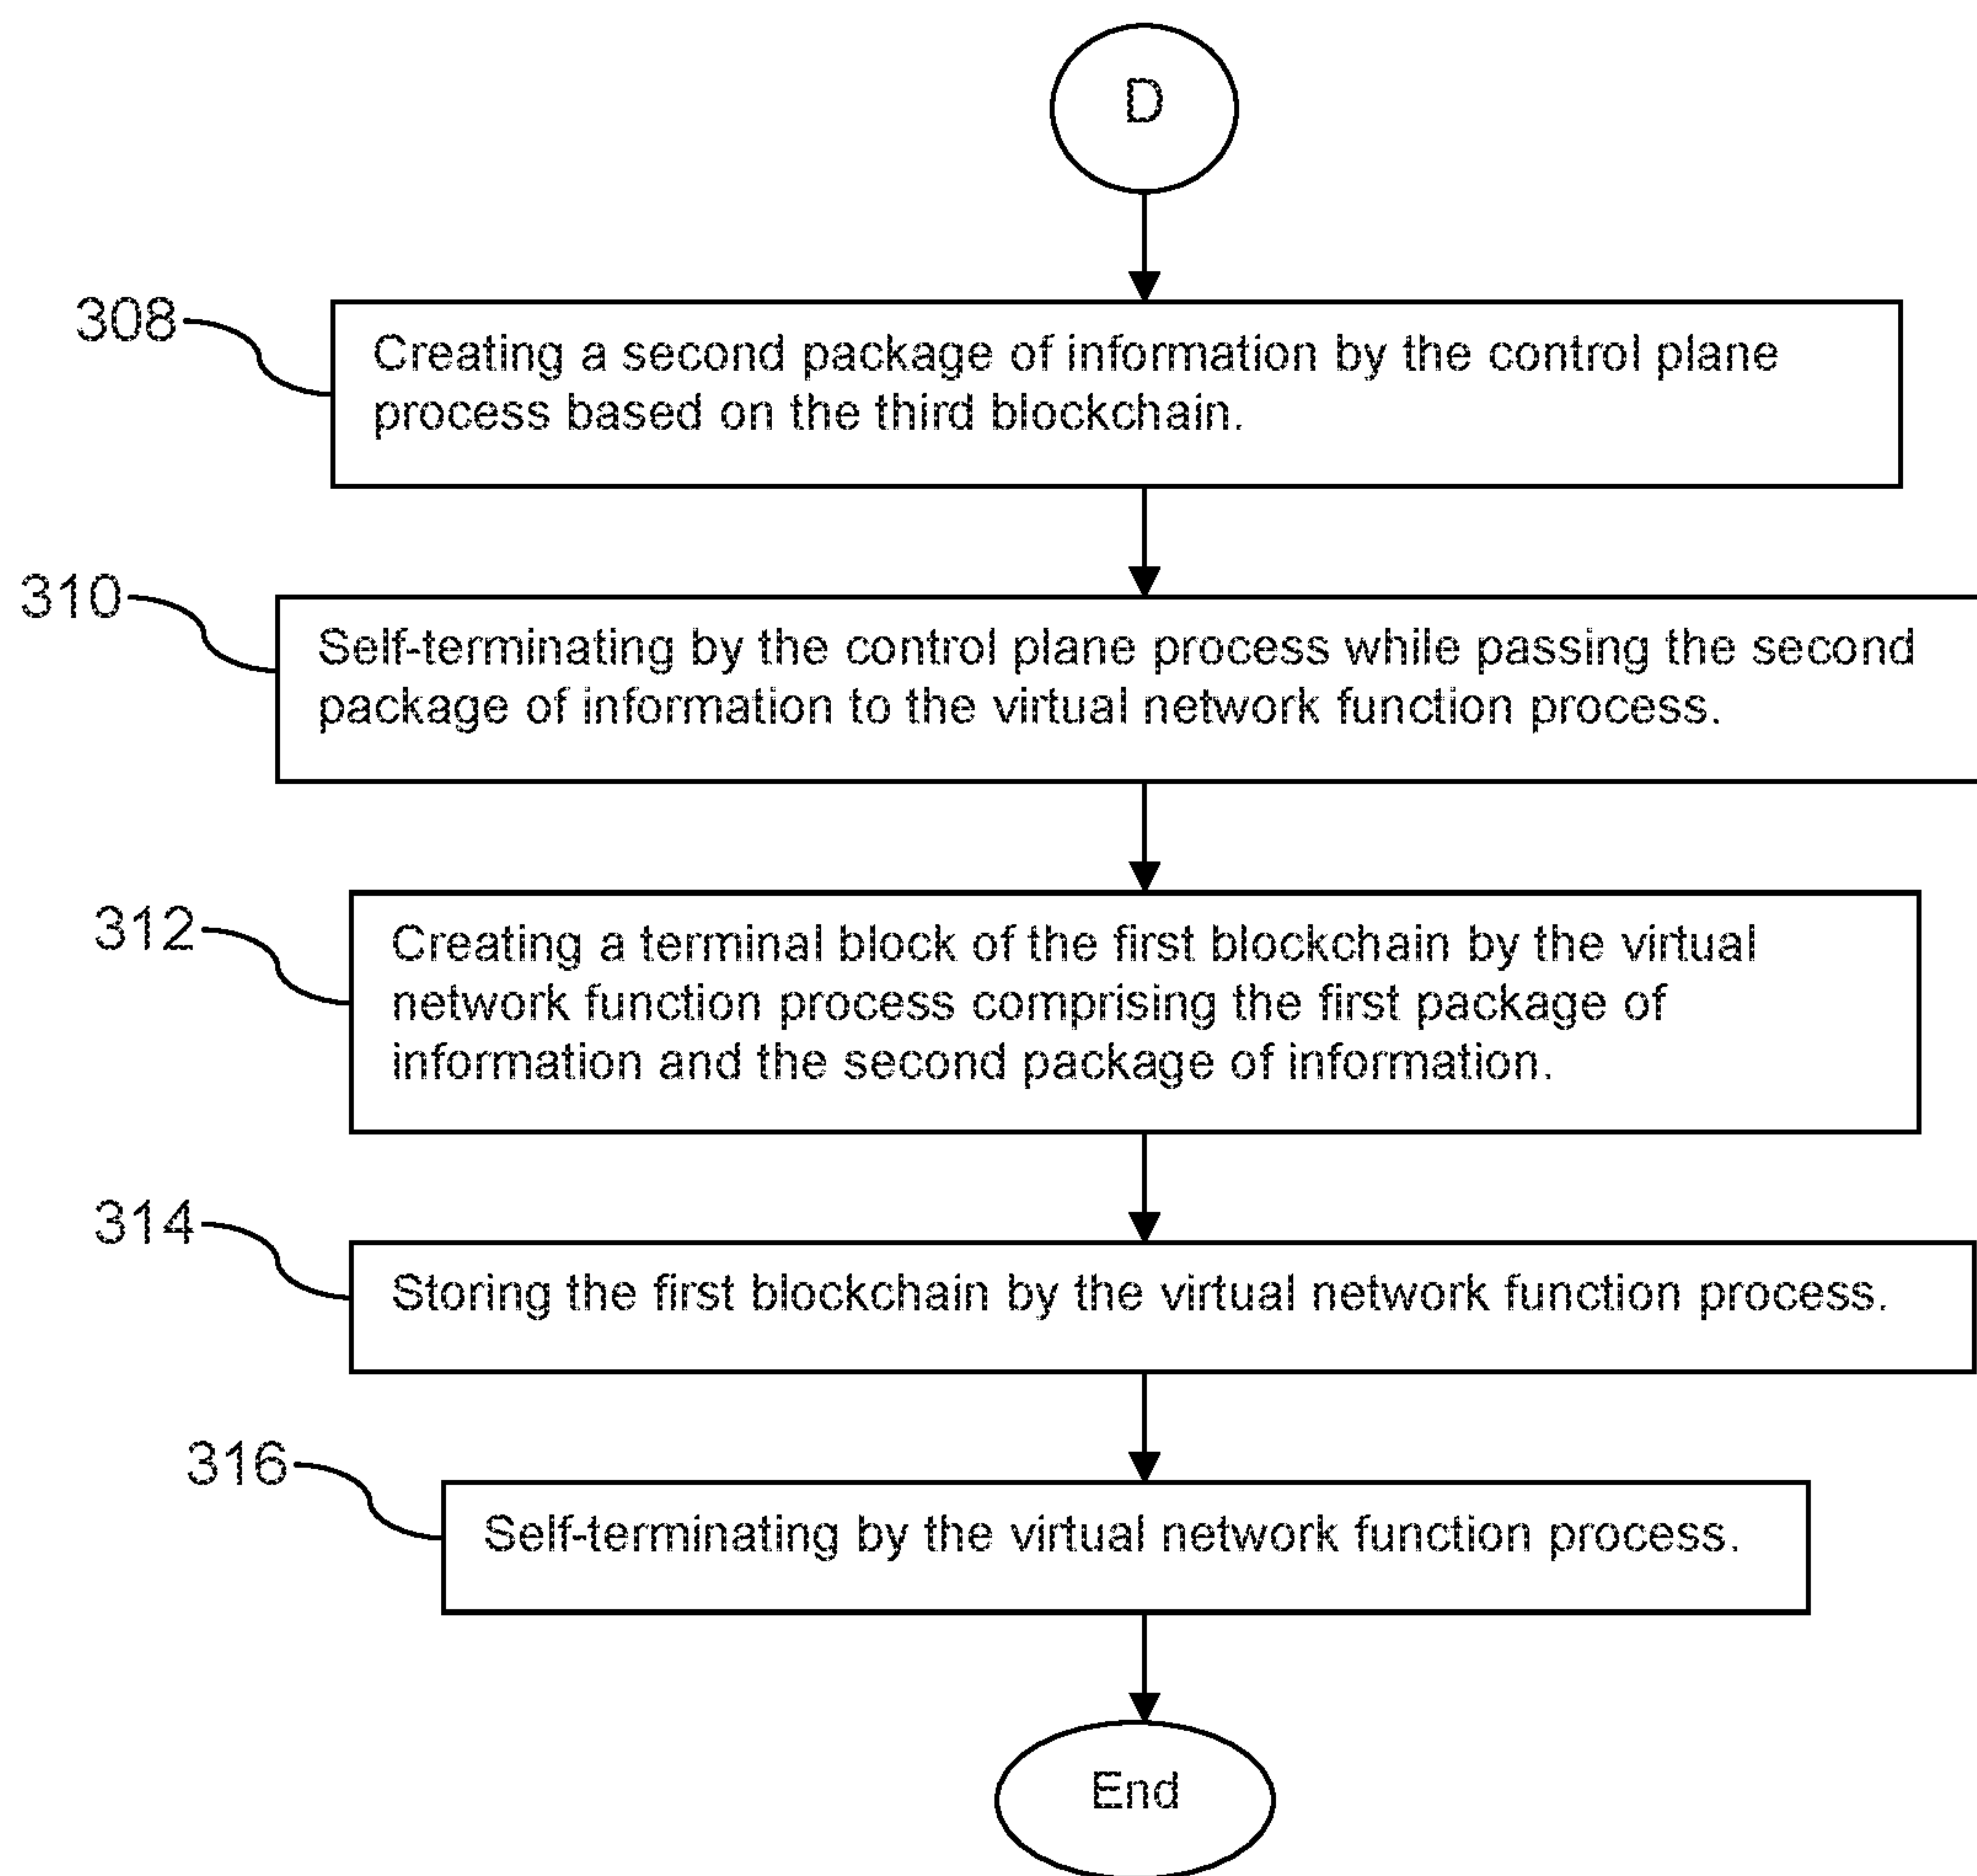 D
308
Creating a second package of information by the control plane
process based on the third blockchain.
310
Self-terminating by the control plane process while passing the second
package of information to the virtual network function process.
312
Creating a terminal block of the first blockchain by the virtual
network function process comprising the first package of
information and the second package of information.
314
Storing the first blockchain by the virtual network function process.
316
Self-terminating by the virtual network function process.
End